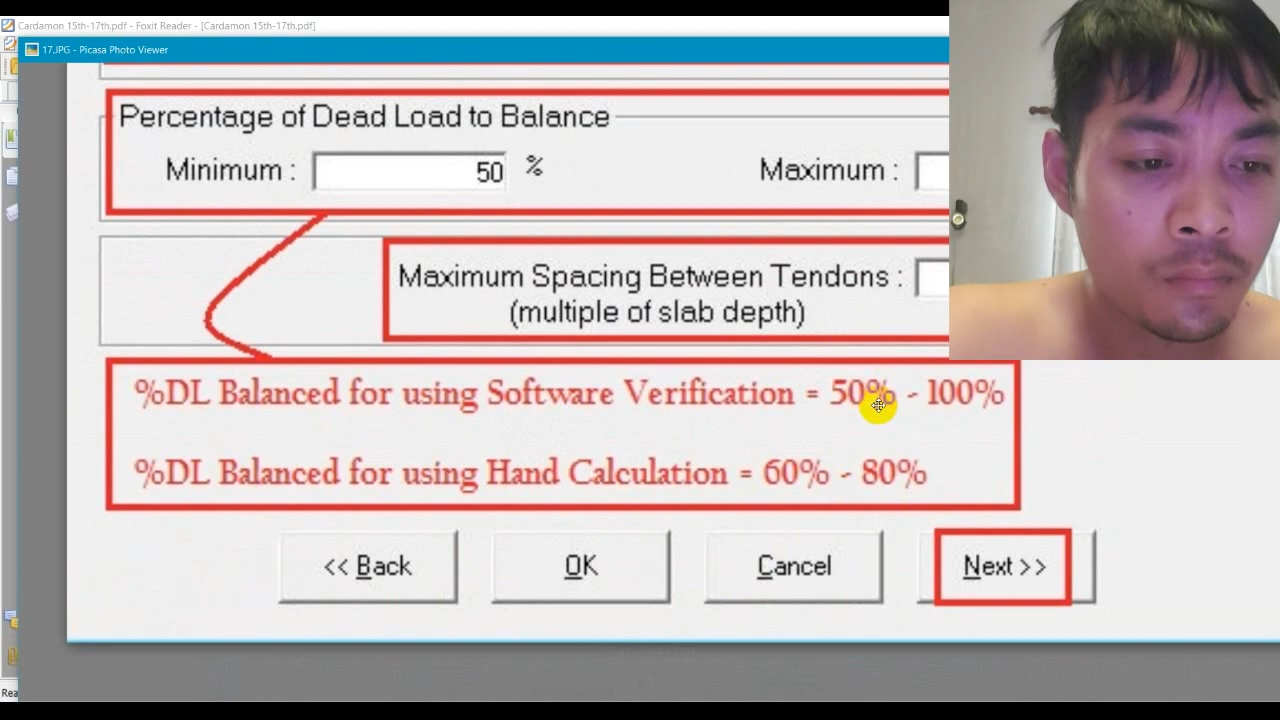 Cardamon 15th-17th.pdf - Foxit Reader - [Cardamon 15th-17th.pdf]
17.JPG - Picasa Photo Viewer
Percentage of Dead Load to Balance
Minimum : 50 % Maximum :
Maximum Spacing Between Tendons :
(multiple of slab depth)
%DL Balanced for using Software Verification = 50% - 100%
%DL Balanced for using Hand Calculation = 60% - 80%
<< Back OK Cancel Next >>
Rea